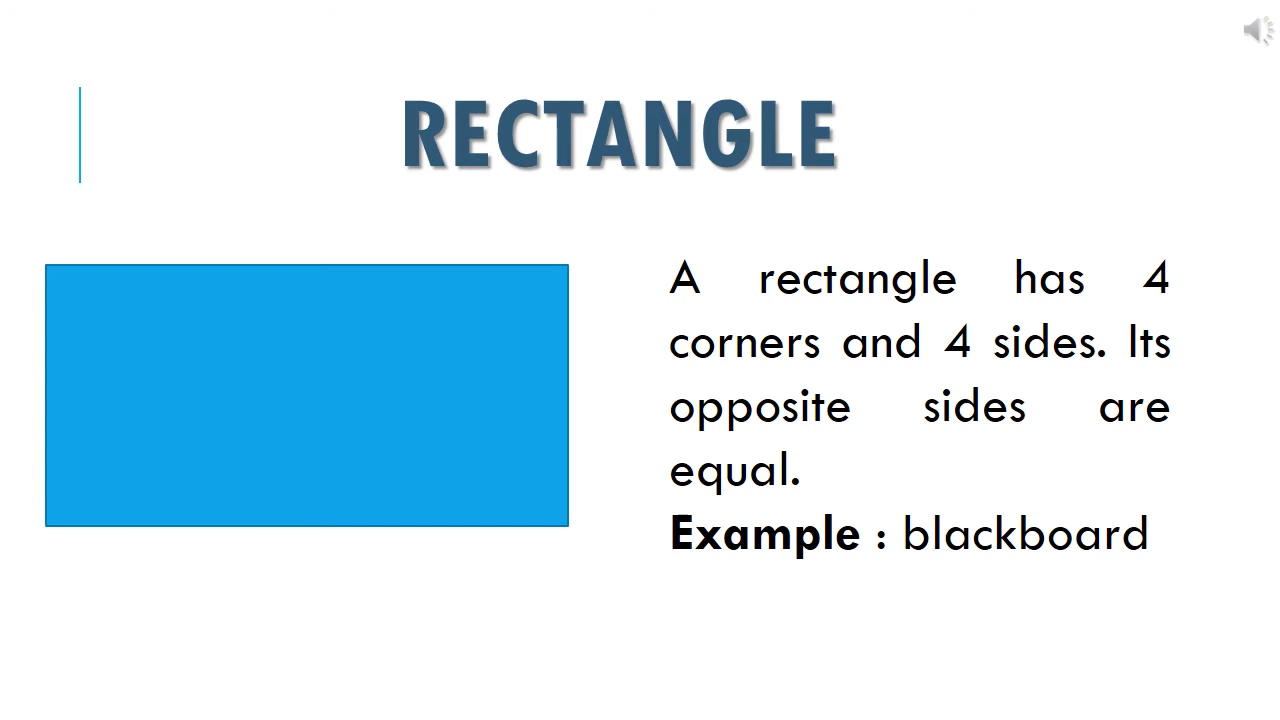 RECTANGLE
A rectangle has 4
corners and 4 sides. Its
opposite sides are
equal.
Example : blackboard